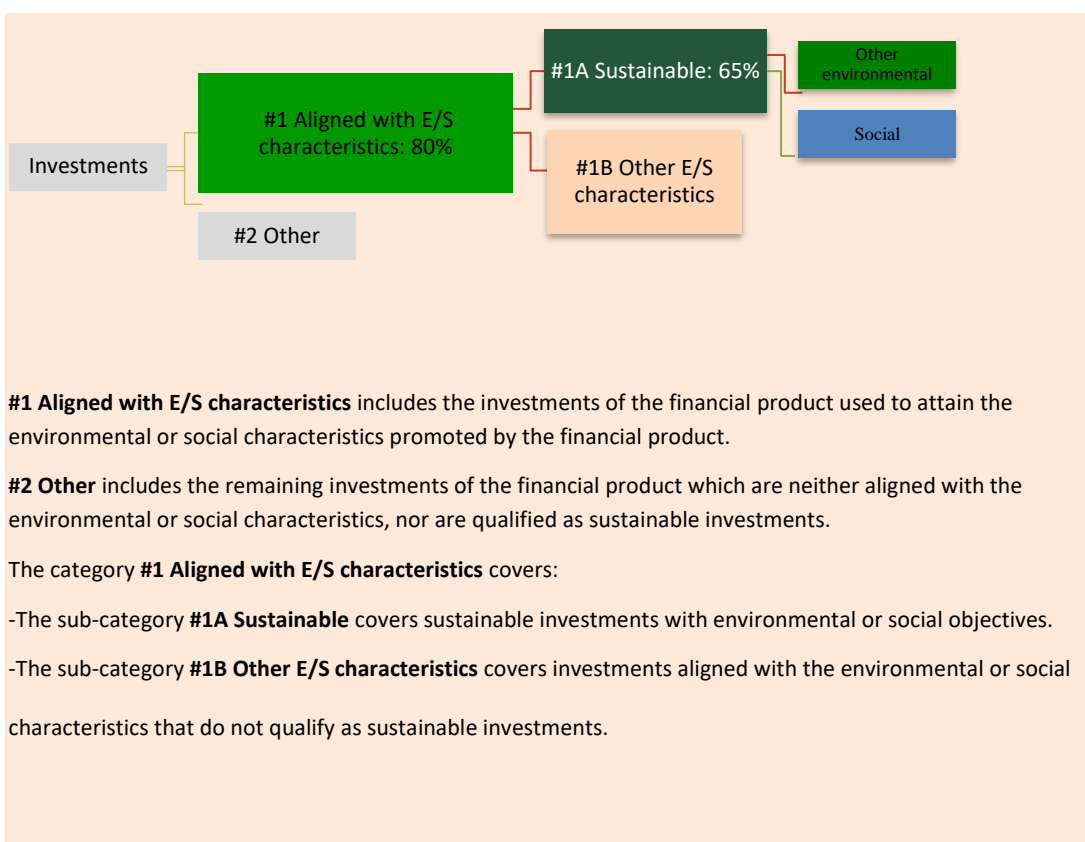 Investments
#1 Aligned with E/S
characteristics: 80%
#2 Other
#1A Sustainable: 65%
#1B Other E/S
characteristics
Other
environmental
Social
#1 Aligned with E/S characteristics includes the investments of the financial product used to attain the
environmental or social characteristics promoted by the financial product.
#2 Other includes the remaining investments of the financial product which are neither aligned with the
environmental or social characteristics, nor are qualified as sustainable investments.
The category #1 Aligned with E/S characteristics covers:
-The sub-category #1A Sustainable covers sustainable investments with environmental or social objectives.
-The sub-category #1B Other E/S characteristics covers investments aligned with the environmental or social
characteristics that do not qualify as sustainable investments.